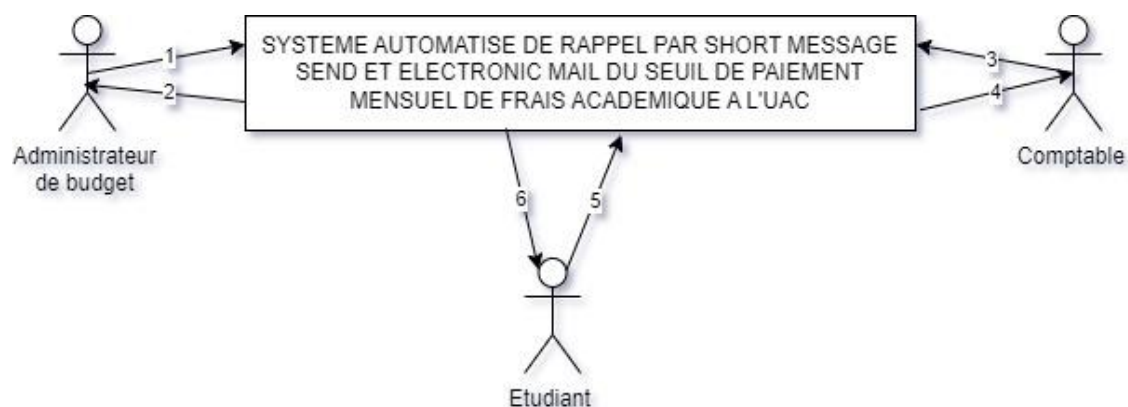 SYSTEME AUTOMATISE DE RAPPEL PAR SHORT MESSAGE
SEND ET ELECTRONIC MAIL DU SEUIL DE PAIEMENT
MENSUEL DE FRAIS ACADEMIQUE A L'UAC
1
2
3
4
Administrateur
de budget
Comptable
6
5
Etudiant